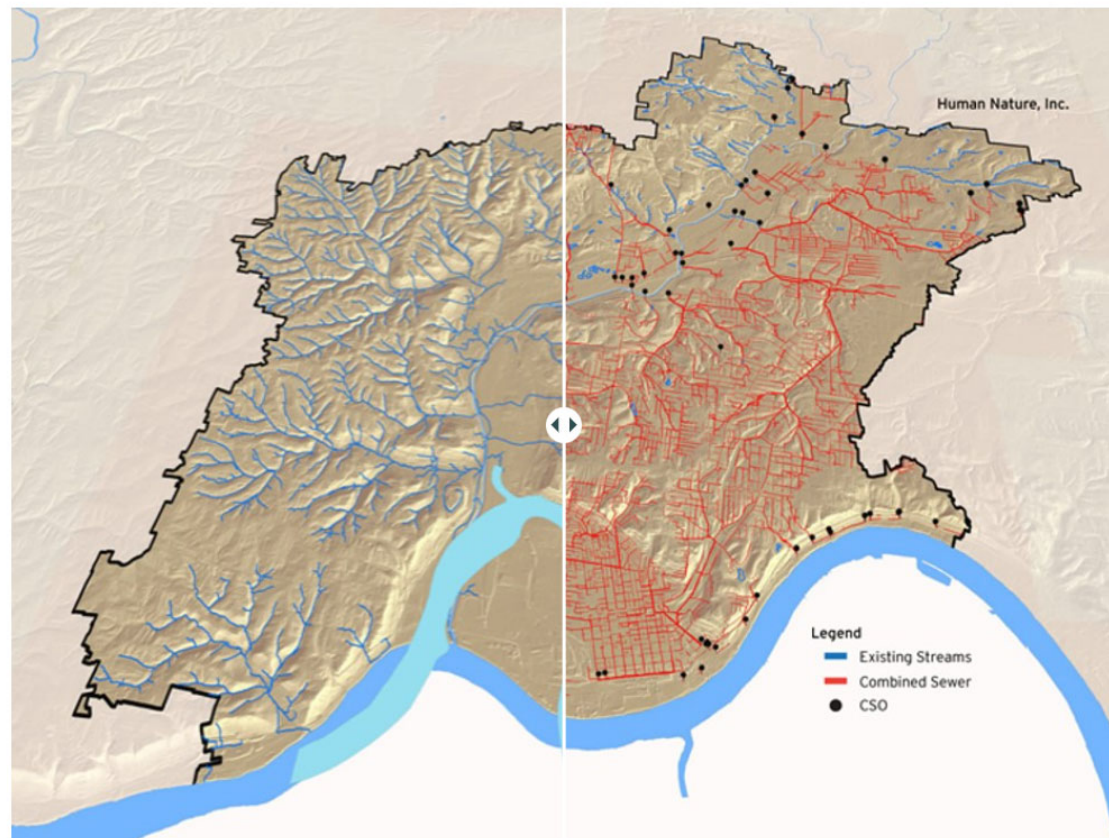 Human Nature, Inc.
Legend
Existing Streams
Combined Sewer
CSO